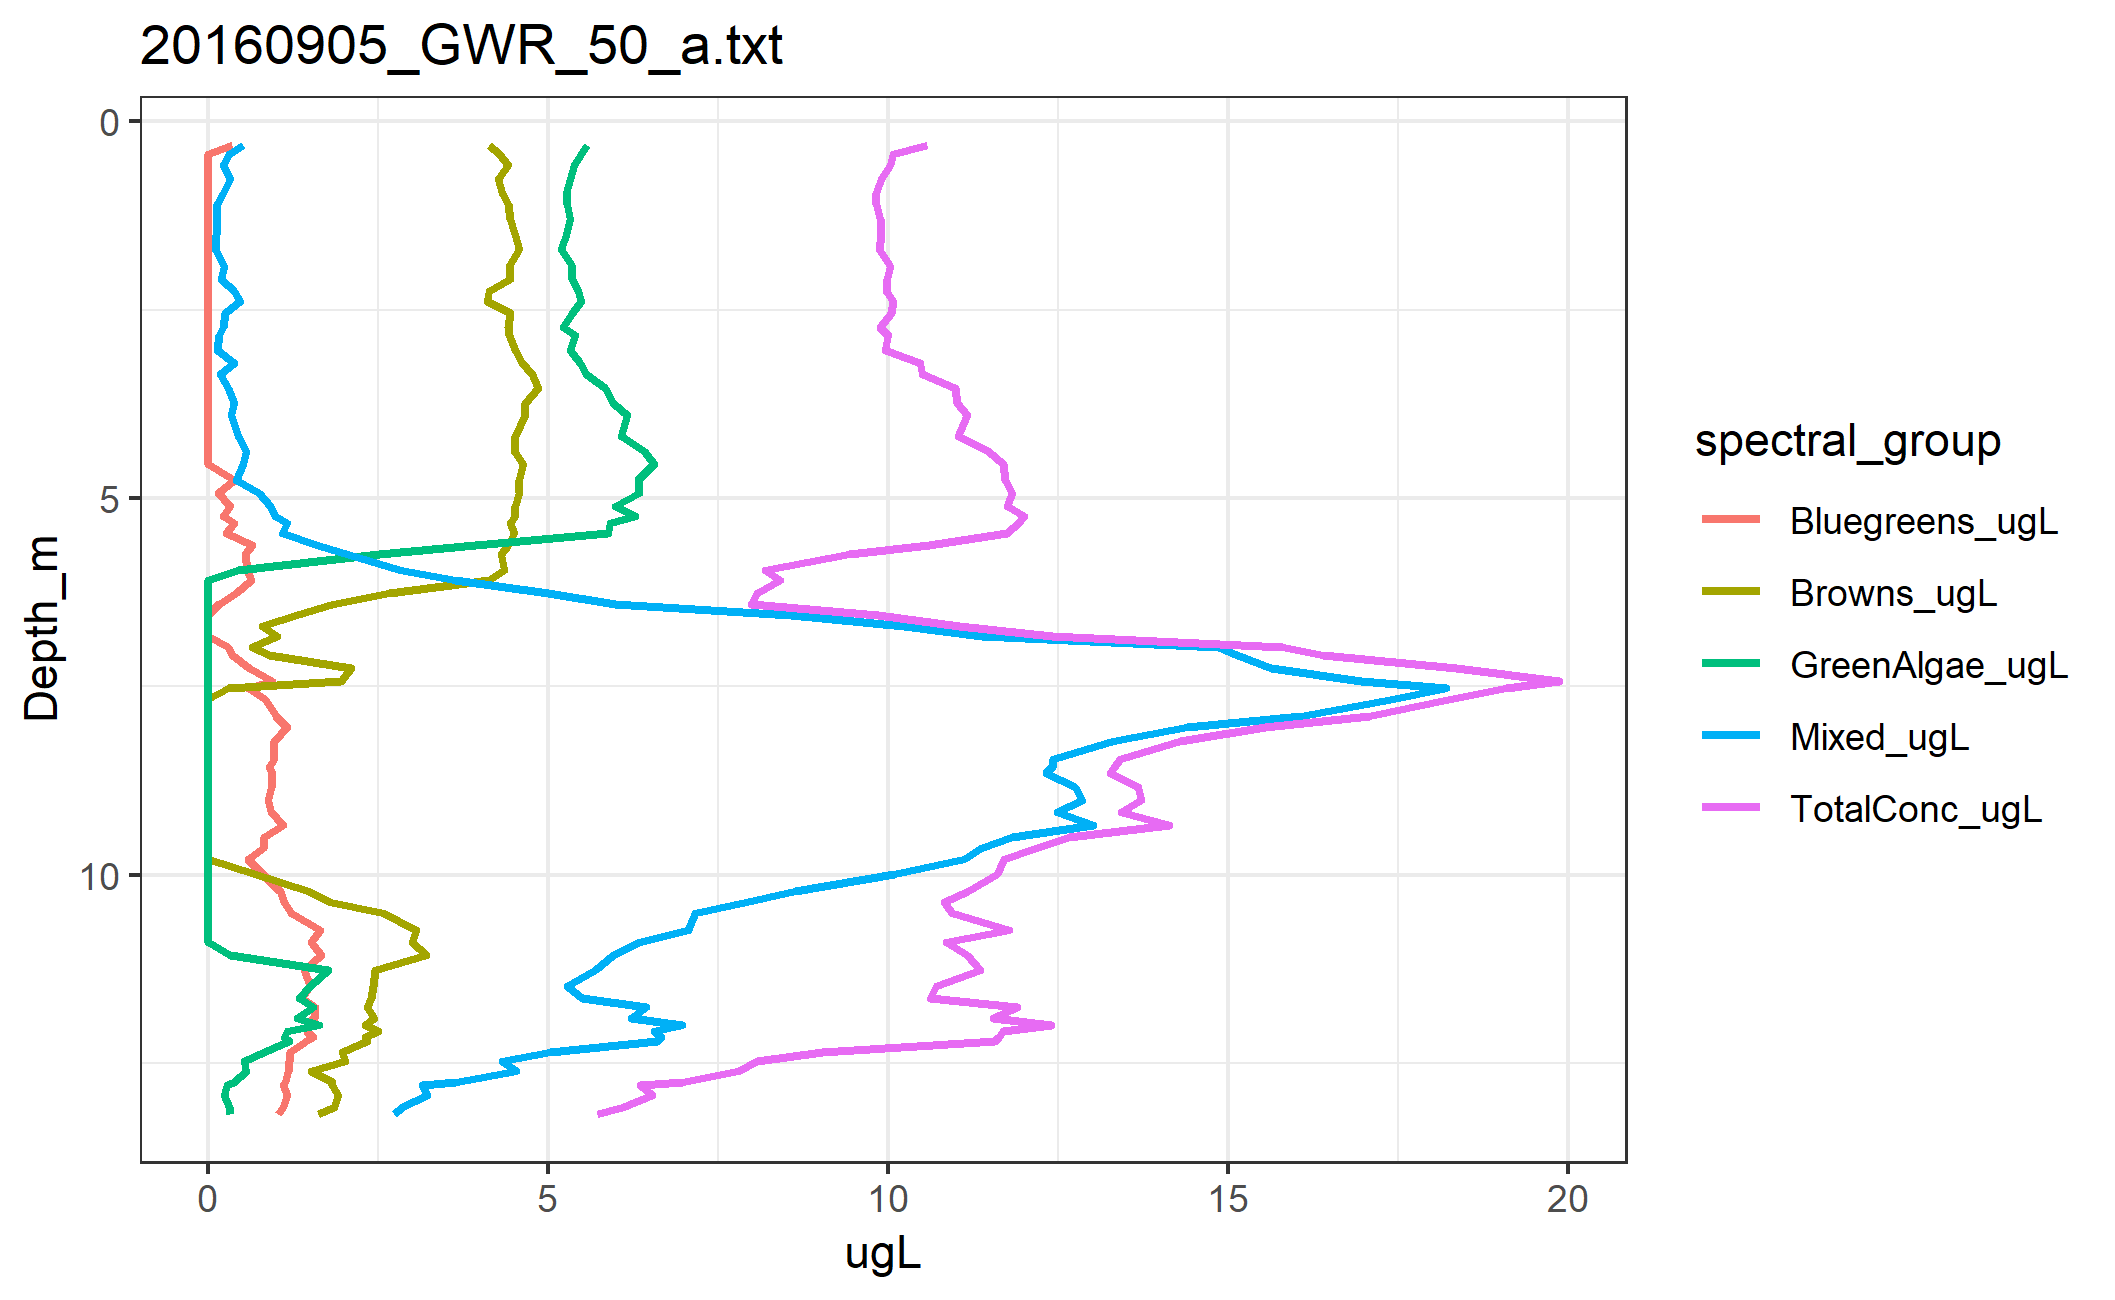 20160905_GWR_50_a.txt
0
5
10
Depth_m
0 5 10 15 20
ugL
spectral_group
Bluegreens_ugL
Browns_ugL
GreenAlgae_ugL
Mixed_ugL
TotalConc_ugL